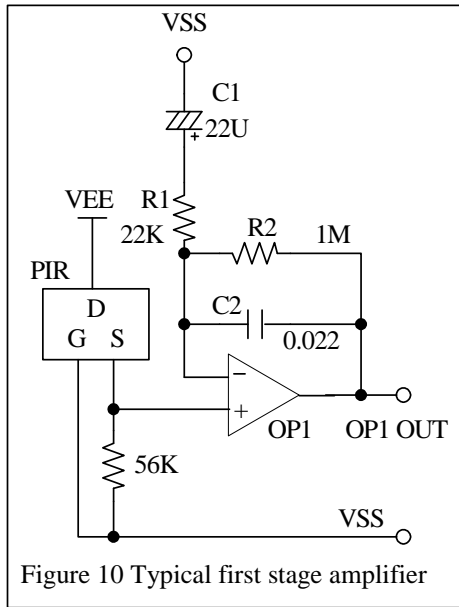 VSS
C1
22U
+
VEE
R1
22K
R2
1M
PIR
D
G S
C2
0.022
−
+
OP1
OP1 OUT
56K
VSS
Figure 10 Typical first stage amplifier